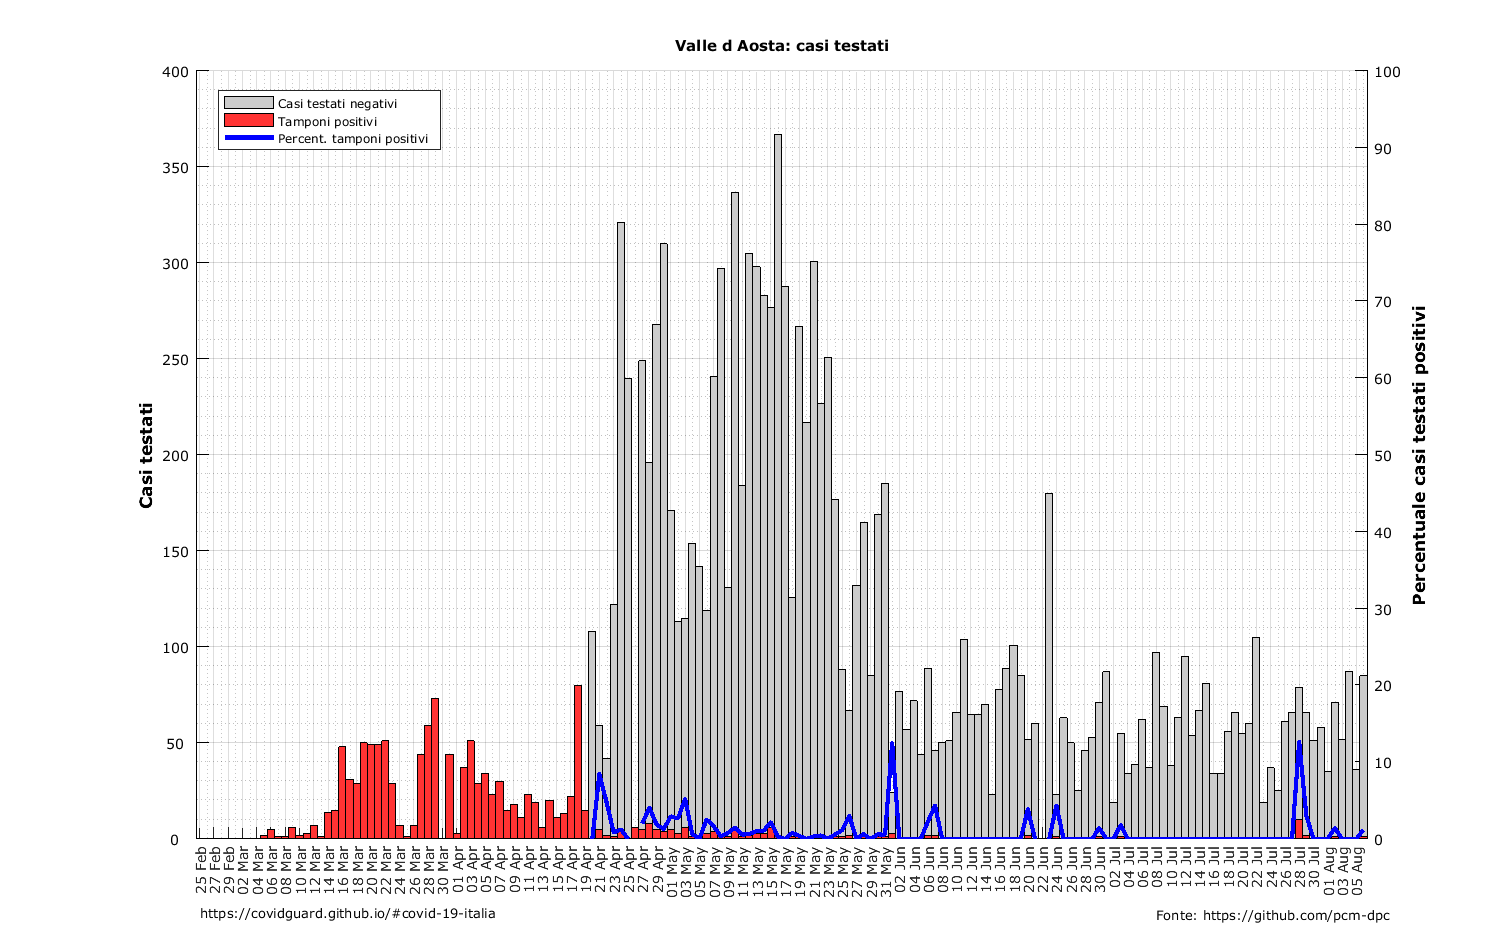 Valle d Aosta: casi testati
Casi testati negativi
Tamponi positivi
Percent. tamponi positivi
Casi testati
400
350
300
250
200
150
100
50
0
100
90
80
70
60
50
40
30
20
10
0
Percentuale casi testati positivi
25 Feb
27 Feb
29 Feb
02 Mar
04 Mar
06 Mar
08 Mar
10 Mar
12 Mar
14 Mar
16 Mar
18 Mar
20 Mar
22 Mar
24 Mar
26 Mar
28 Mar
30 Mar
01 Apr
03 Apr
05 Apr
07 Apr
09 Apr
11 Apr
13 Apr
15 Apr
17 Apr
19 Apr
21 Apr
23 Apr
25 Apr
27 Apr
29 Apr
01 May
03 May
05 May
07 May
09 May
11 May
13 May
15 May
17 May
19 May
21 May
23 May
25 May
27 May
29 May
31 May
02 Jun
04 Jun
06 Jun
08 Jun
10 Jun
12 Jun
14 Jun
16 Jun
18 Jun
20 Jun
22 Jun
24 Jun
26 Jun
28 Jun
30 Jun
02 Jul
04 Jul
06 Jul
08 Jul
10 Jul
12 Jul
14 Jul
16 Jul
18 Jul
20 Jul
22 Jul
24 Jul
26 Jul
28 Jul
30 Jul
01 Aug
03 Aug
05 Aug
https://covidguard.github.io/#covid-19-italia
Fonte: https://github.com/pcm-dpc